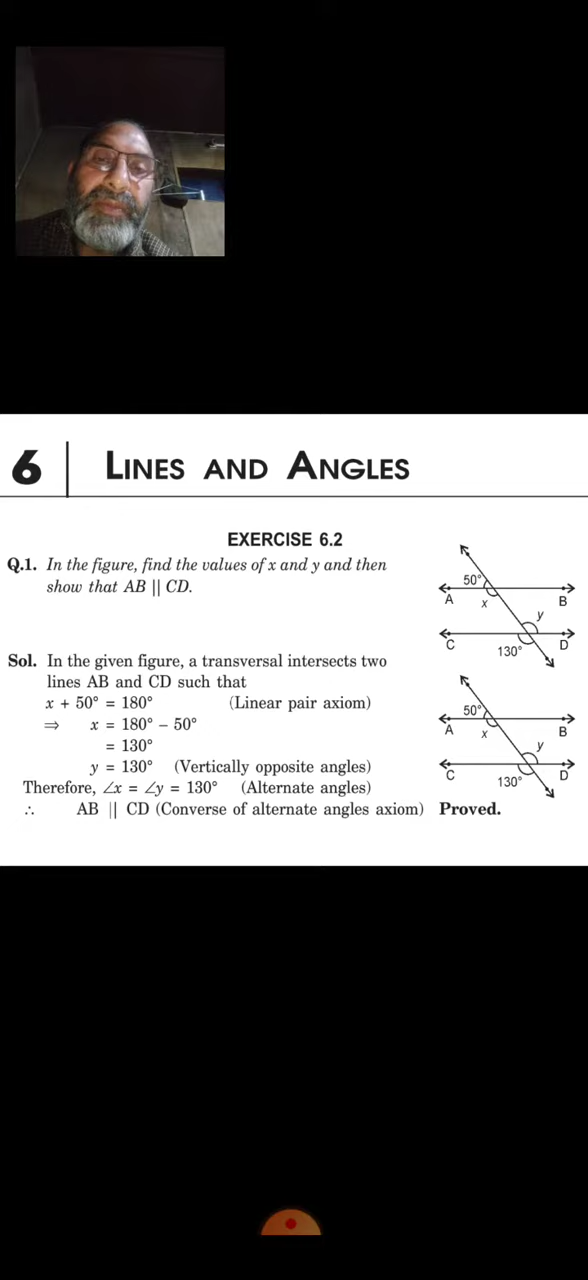 6 LINES AND ANGLES
EXERCISE 6.2
Q.1. In the figure, find the values of x and y and then
show that AB || CD.
50°
A
x
B
y
C
130°
D
Sol. In the given figure, a transversal intersects two
lines AB and CD such that
x + 50° = 180° (Linear pair axiom)
⇒ x = 180° – 50°
= 130°
y = 130° (Vertically opposite angles)
Therefore, ∠x = ∠y = 130° (Alternate angles)
∴ AB || CD (Converse of alternate angles axiom) Proved.
50°
A
x
B
y
C
130°
D